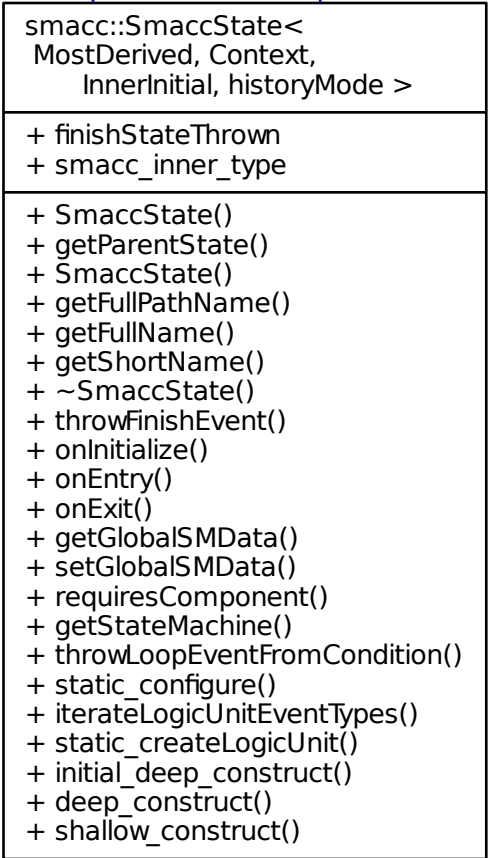 smacc::SmaccState<
MostDerived, Context,
InnerInitial, historyMode >
+ finishStateThrown
+ smacc_inner_type
+ SmaccState()
+ getParentState()
+ SmaccState()
+ getFullPathName()
+ getFullName()
+ getShortName()
+ ~SmaccState()
+ throwFinishEvent()
+ onInitialize()
+ onEntry()
+ onExit()
+ getGlobalSMData()
+ setGlobalSMData()
+ requiresComponent()
+ getStateMachine()
+ throwLoopEventFromCondition()
+ static_configure()
+ iterateLogicUnitEventTypes()
+ static_createLogicUnit()
+ initial_deep_construct()
+ deep_construct()
+ shallow_construct()